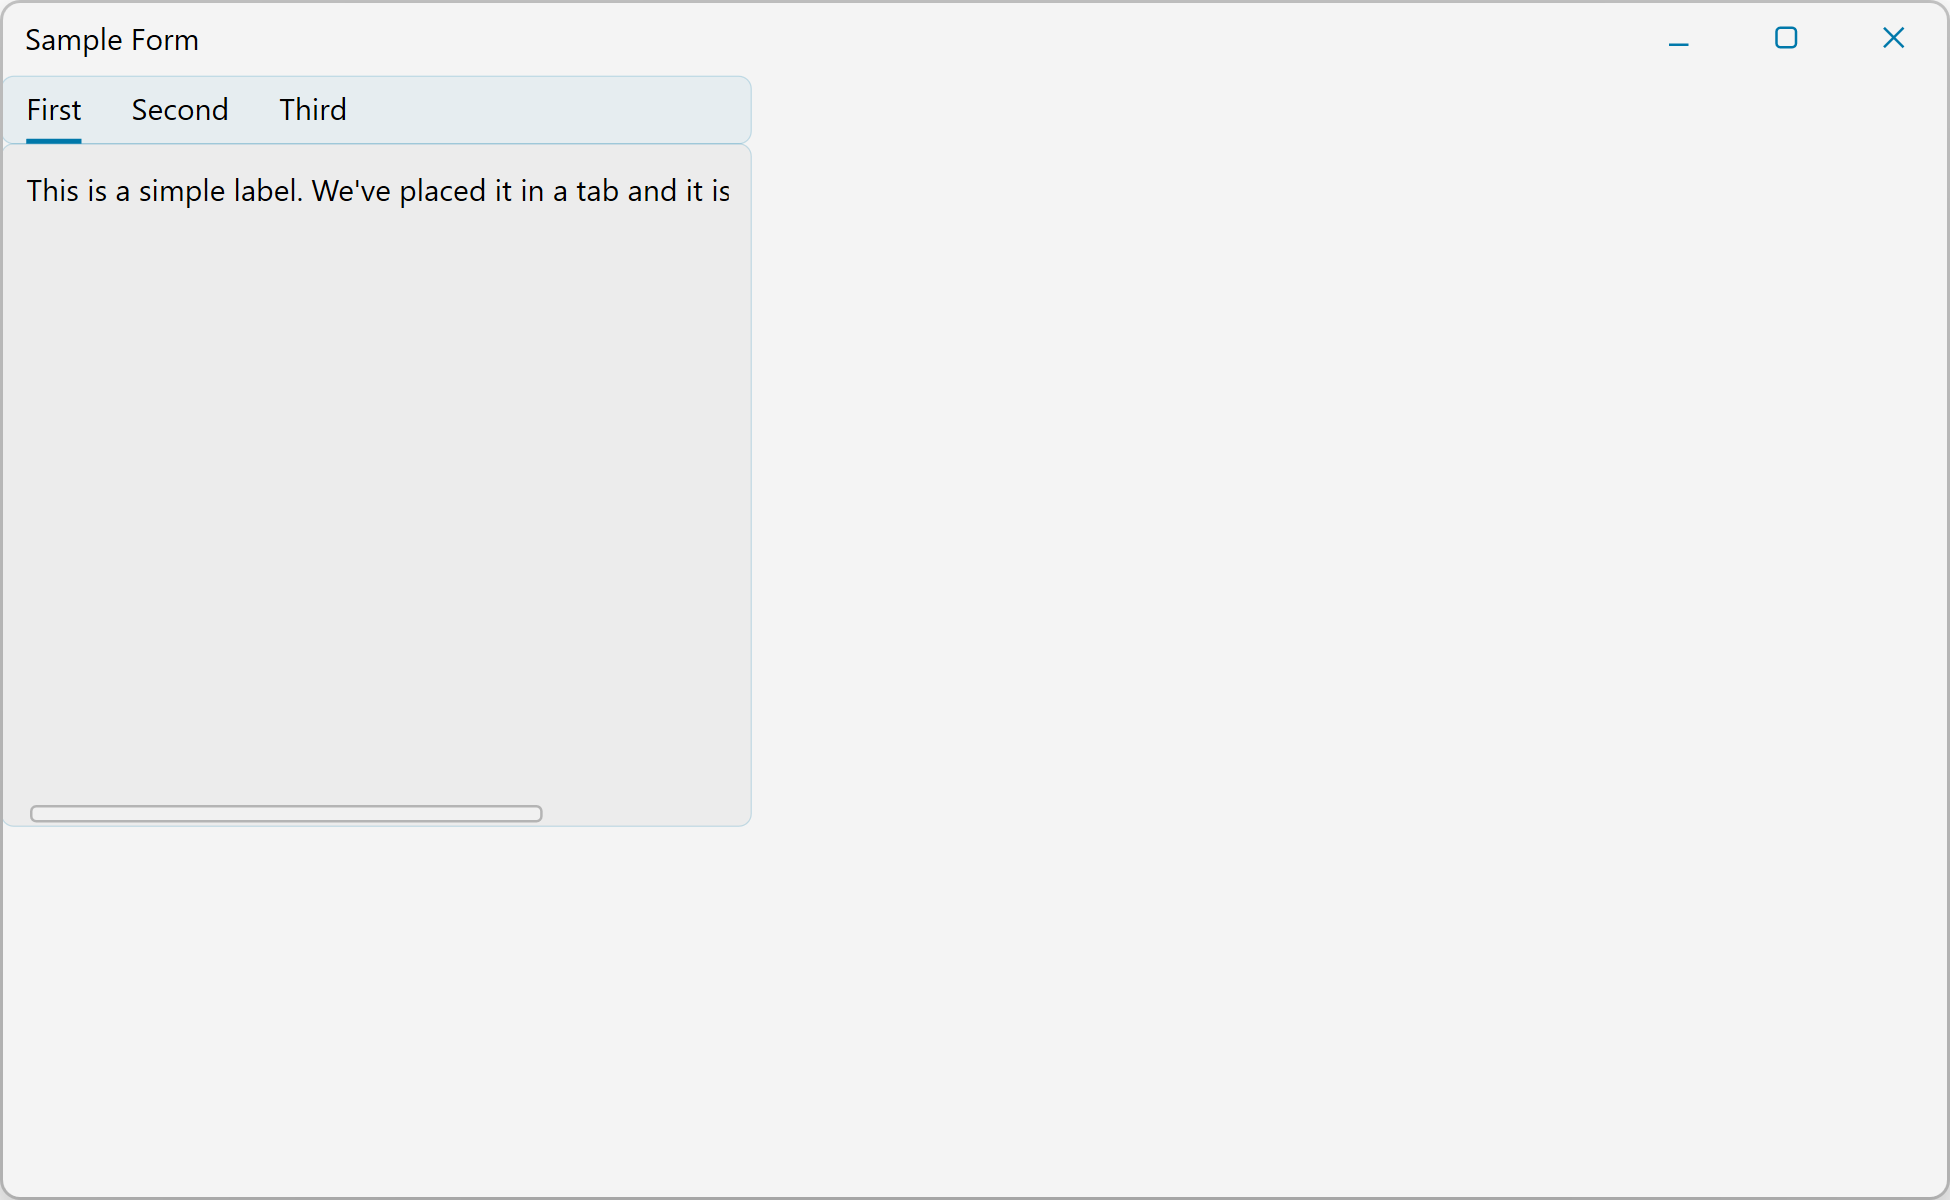 Sample Form
First Second Third
This is a simple label. We've placed it in a tab and it is